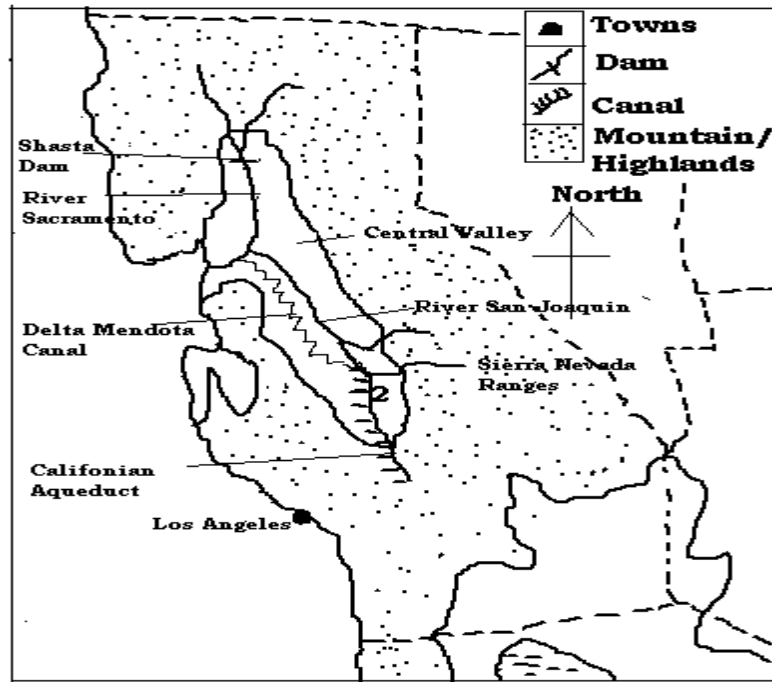 Towns
Dam
Canal
Mountain/
Highlands
Shasta
Dam
River
Sacramento
North
Central Valley
River San-Joaquin
Delta Mendota
Canal
Sierra Nevada
Ranges
2
Califonian
Aqueduct
Los Angeles